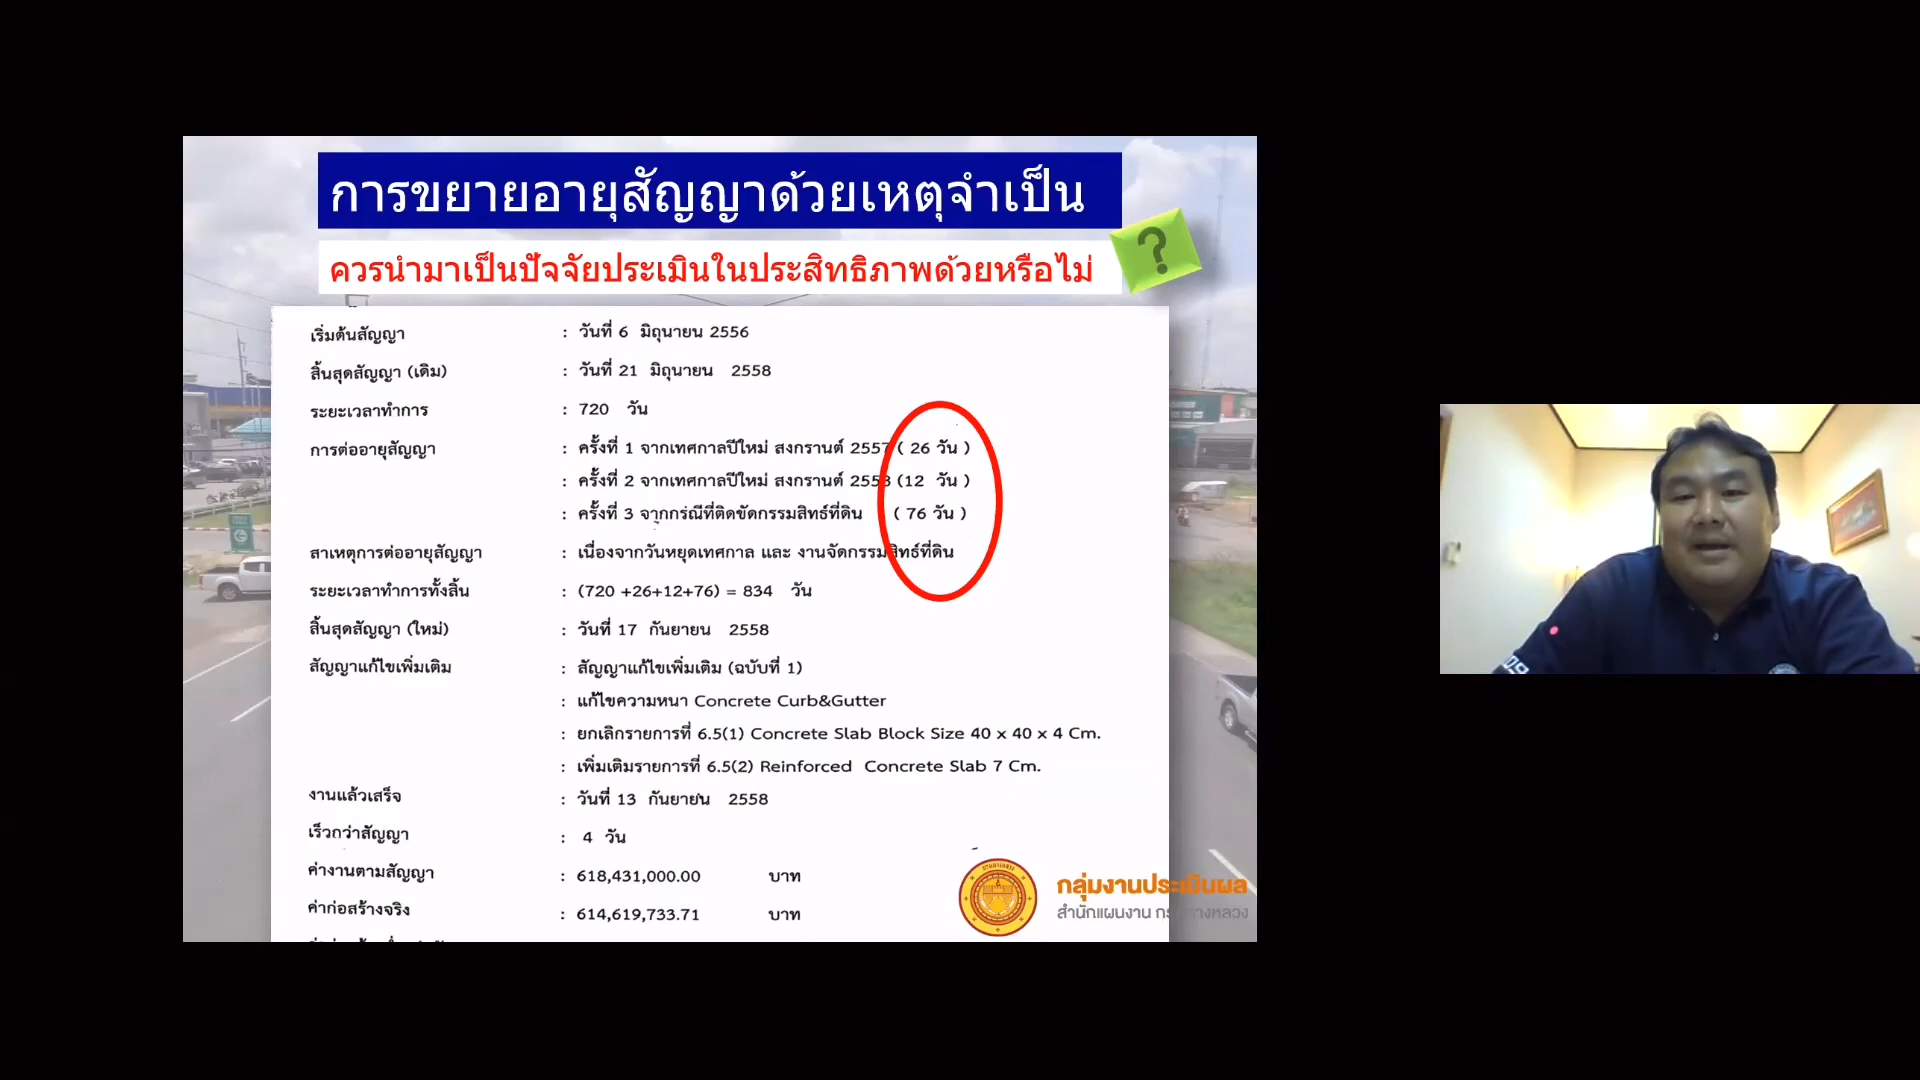 การขยายอายุสัญญาด้วยเหตุจำเป็น
ควรนำมาเป็นปัจจัยประเมินในประสิทธิภาพด้วยหรือไม่
?
เริ่มต้นสัญญา : วันที่ 6 มิถุนายน 2556
สิ้นสุดสัญญา (เดิม) : วันที่ 21 มิถุนายน 2558
ระยะเวลาทำการ : 720 วัน
การต่ออายุสัญญา : ครั้งที่ 1 จากเทศกาลปีใหม่ สงกรานต์ 2557 ( 26 วัน )
: ครั้งที่ 2 จากเทศกาลปีใหม่ สงกรานต์ 2558 (12 วัน )
: ครั้งที่ 3 จากกรณีที่ติดขัดกรรมสิทธ์ที่ดิน ( 76 วัน )
สาเหตุการต่ออายุสัญญา : เนื่องจากวันหยุดเทศกาล และ งานจัดกรรมสิทธ์ที่ดิน
ระยะเวลาทำการทั้งสิ้น : (720 +26+12+76) = 834 วัน
สิ้นสุดสัญญา (ใหม่) : วันที่ 17 กันยายน 2558
สัญญาแก้ไขเพิ่มเติม : สัญญาแก้ไขเพิ่มเติม (ฉบับที่ 1)
: แก้ไขความหนา Concrete Curb&Gutter
: ยกเลิกรายการที่ 6.5(1) Concrete Slab Block Size 40 x 40 x 4 Cm.
: เพิ่มเติมรายการที่ 6.5(2) Reinforced Concrete Slab 7 Cm.
งานแล้วเสร็จ : วันที่ 13 กันยายน 2558
เร็วกว่าสัญญา : 4 วัน
ค่างานตามสัญญา : 618,431,000.00 บาท
ค่าก่อสร้างจริง : 614,619,733.71 บาท
กลุ่มงานประเมินผล
สำนักแผนงาน กรมทางหลวง